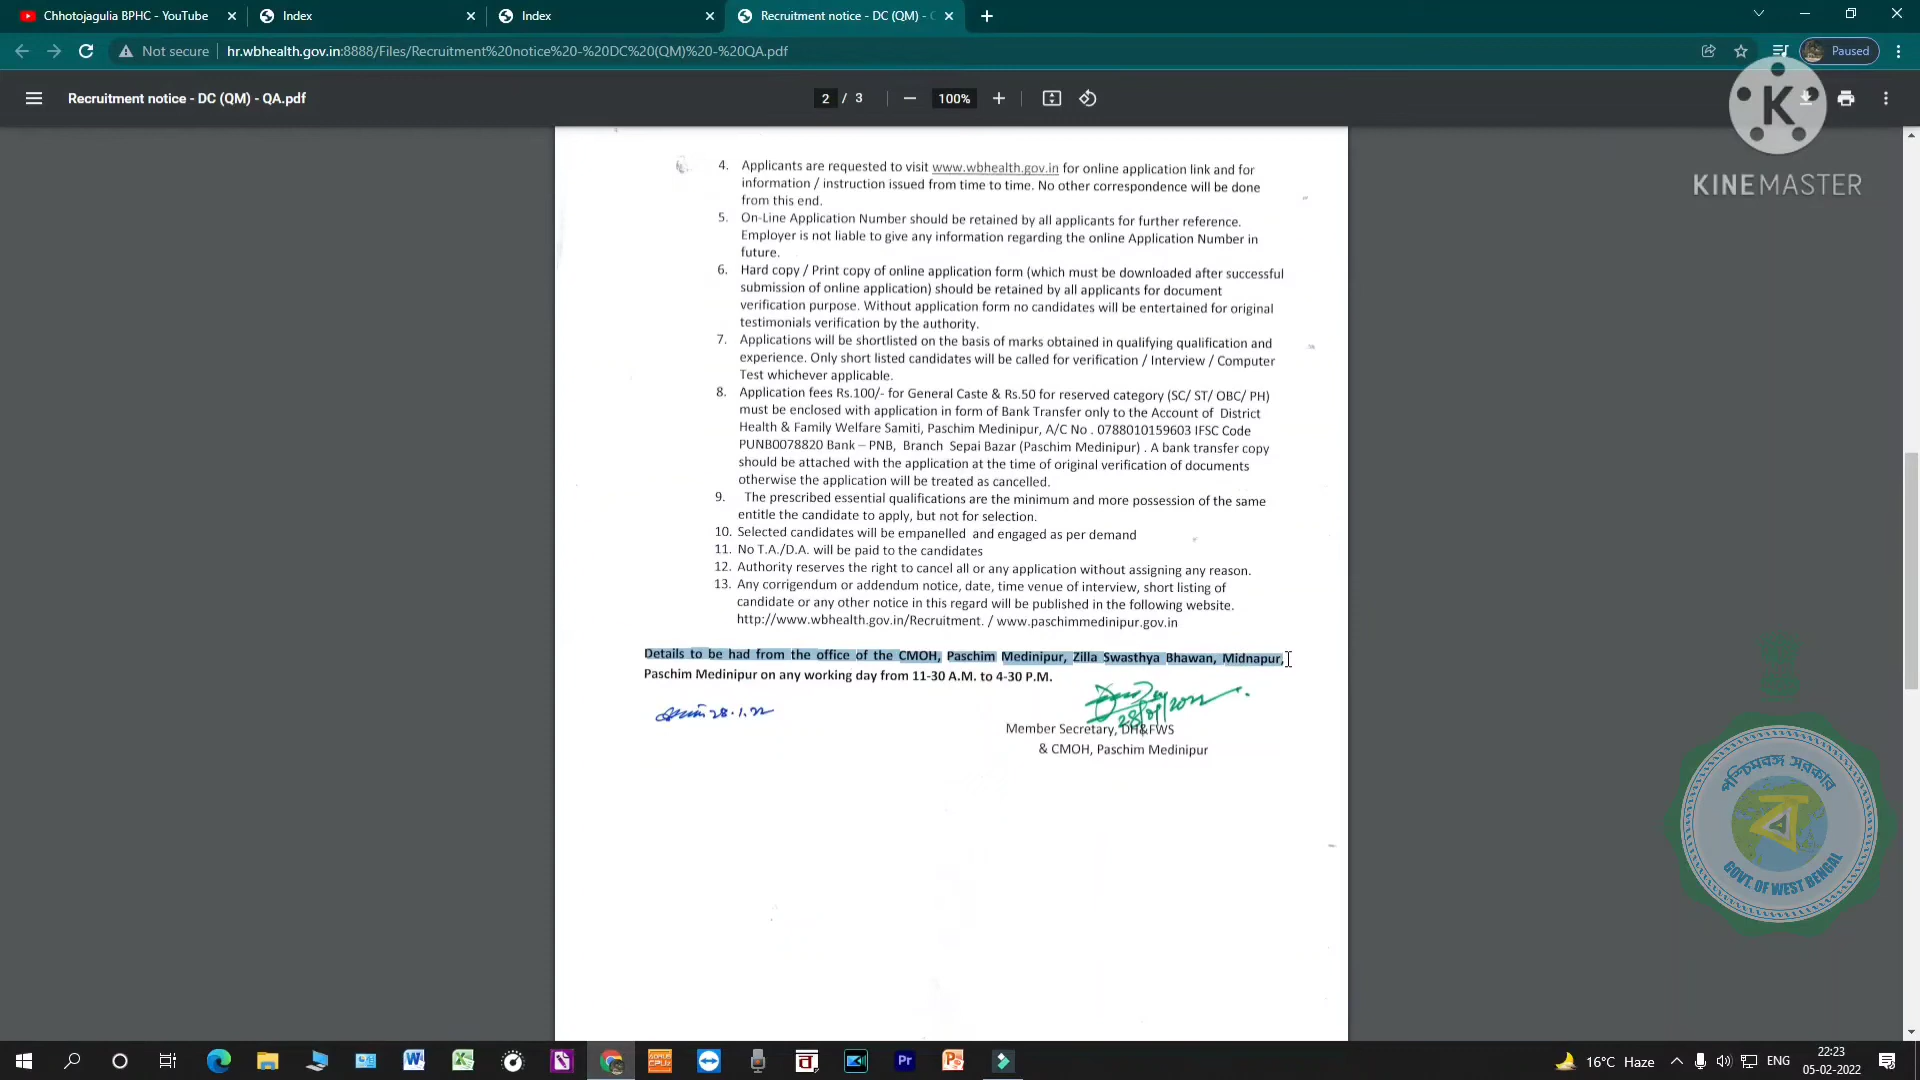 Chhotojagulia BPHC - YouTube
Index
Index
Recruitment notice - DC (QM) -
Not secure
hr.wbhealth.gov.in:8888/Files/Recruitment%20notice%20-%20DC%20(QM)%20-%20QA.pdf
Paused
Recruitment notice - DC (QM) - QA.pdf
2 / 3
100%
K
KINEMASTER
4. Applicants are requested to visit www.wbhealth.gov.in for online application link and for
information / instruction issued from time to time. No other correspondence will be done
from this end.
5. On-Line Application Number should be retained by all applicants for further reference.
Employer is not liable to give any information regarding the online Application Number in
future.
6. Hard copy / Print copy of online application form (which must be downloaded after successful
submission of online application) should be retained by all applicants for document
verification purpose. Without application form no candidates will be entertained for original
testimonials verification by the authority.
7. Applications will be shortlisted on the basis of marks obtained in qualifying qualification and
experience. Only short listed candidates will be called for verification / Interview / Computer
Test whichever applicable.
8. Application fees Rs.100/- for General Caste & Rs.50 for reserved category (SC/ ST/ OBC/ PH)
must be enclosed with application in form of Bank Transfer only to the Account of District
Health & Family Welfare Samiti, Paschim Medinipur, A/C No . 0788010159603 IFSC Code
PUNB0078820 Bank – PNB, Branch Sepai Bazar (Paschim Medinipur) . A bank transfer copy
should be attached with the application at the time of original verification of documents
otherwise the application will be treated as cancelled.
9. The prescribed essential qualifications are the minimum and more possession of the same
entitle the candidate to apply, but not for selection.
10. Selected candidates will be empanelled and engaged as per demand
11. No T.A./D.A. will be paid to the candidates
12. Authority reserves the right to cancel all or any application without assigning any reason.
13. Any corrigendum or addendum notice, date, time venue of interview, short listing of
candidate or any other notice in this regard will be published in the following website.
http://www.wbhealth.gov.in/Recruitment. / www.paschimmedinipur.gov.in
Details to be had from the office of the CMOH, Paschim Medinipur, Zilla Swasthya Bhawan, Midnapur,
Paschim Medinipur on any working day from 11-30 A.M. to 4-30 P.M.
28.1.22
28/01/2022
Member Secretary, DH&FWS
& CMOH, Paschim Medinipur
পশ্চিমবঙ্গ সরকার
ব
GOVT. OF WEST BENGAL
16°C Haze
ENG
22:23
05-02-2022